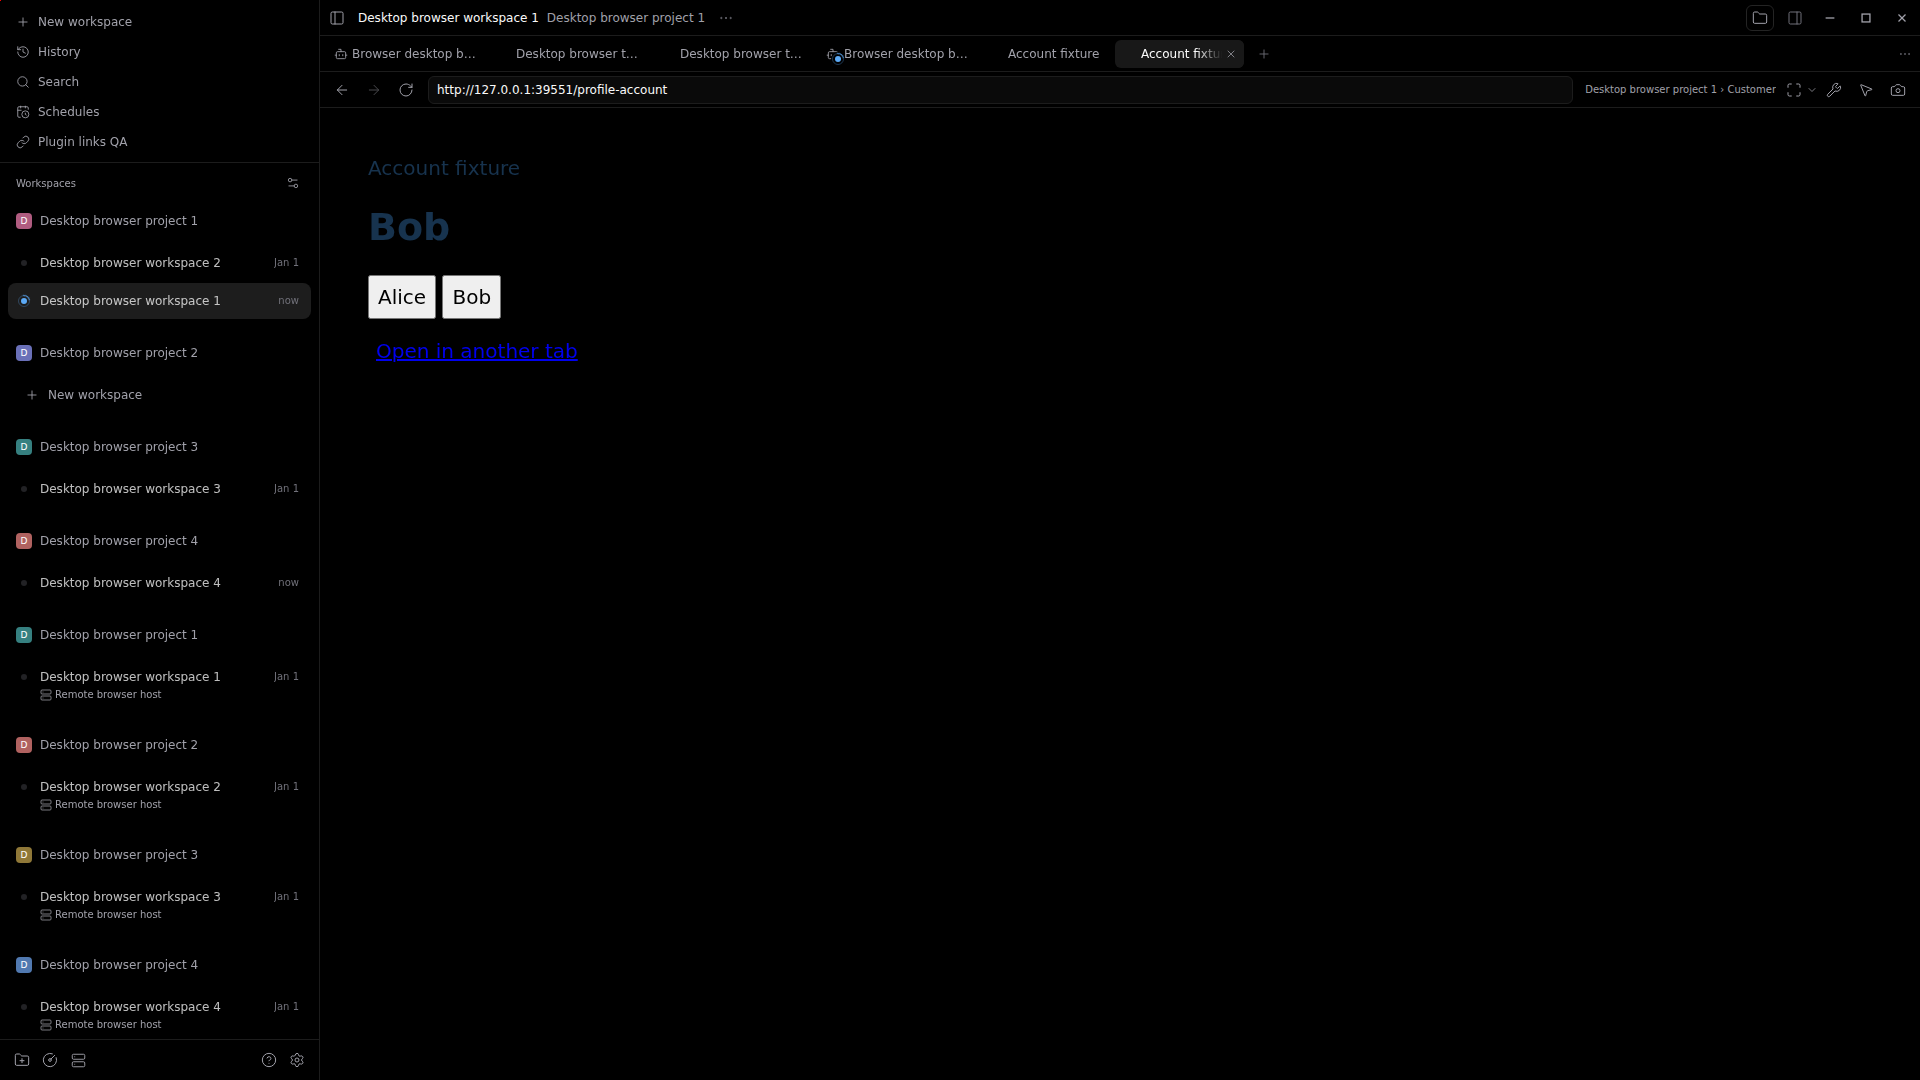 New workspace
History
Search
Schedules
Plugin links QA
Workspaces
D Desktop browser project 1
Desktop browser workspace 2 Jan 1
Desktop browser workspace 1 now
D Desktop browser project 2
New workspace
D Desktop browser project 3
Desktop browser workspace 3 Jan 1
D Desktop browser project 4
Desktop browser workspace 4 now
D Desktop browser project 1
Desktop browser workspace 1 Jan 1
Remote browser host
D Desktop browser project 2
Desktop browser workspace 2 Jan 1
Remote browser host
D Desktop browser project 3
Desktop browser workspace 3 Jan 1
Remote browser host
D Desktop browser project 4
Desktop browser workspace 4 Jan 1
Remote browser host
Desktop browser workspace 1 Desktop browser project 1
Browser desktop b... Desktop browser t... Desktop browser t... Browser desktop b... Account fixture Account fixtu
http://127.0.0.1:39551/profile-account Desktop browser project 1 › Customer
Account fixture
Bob
Alice Bob
Open in another tab